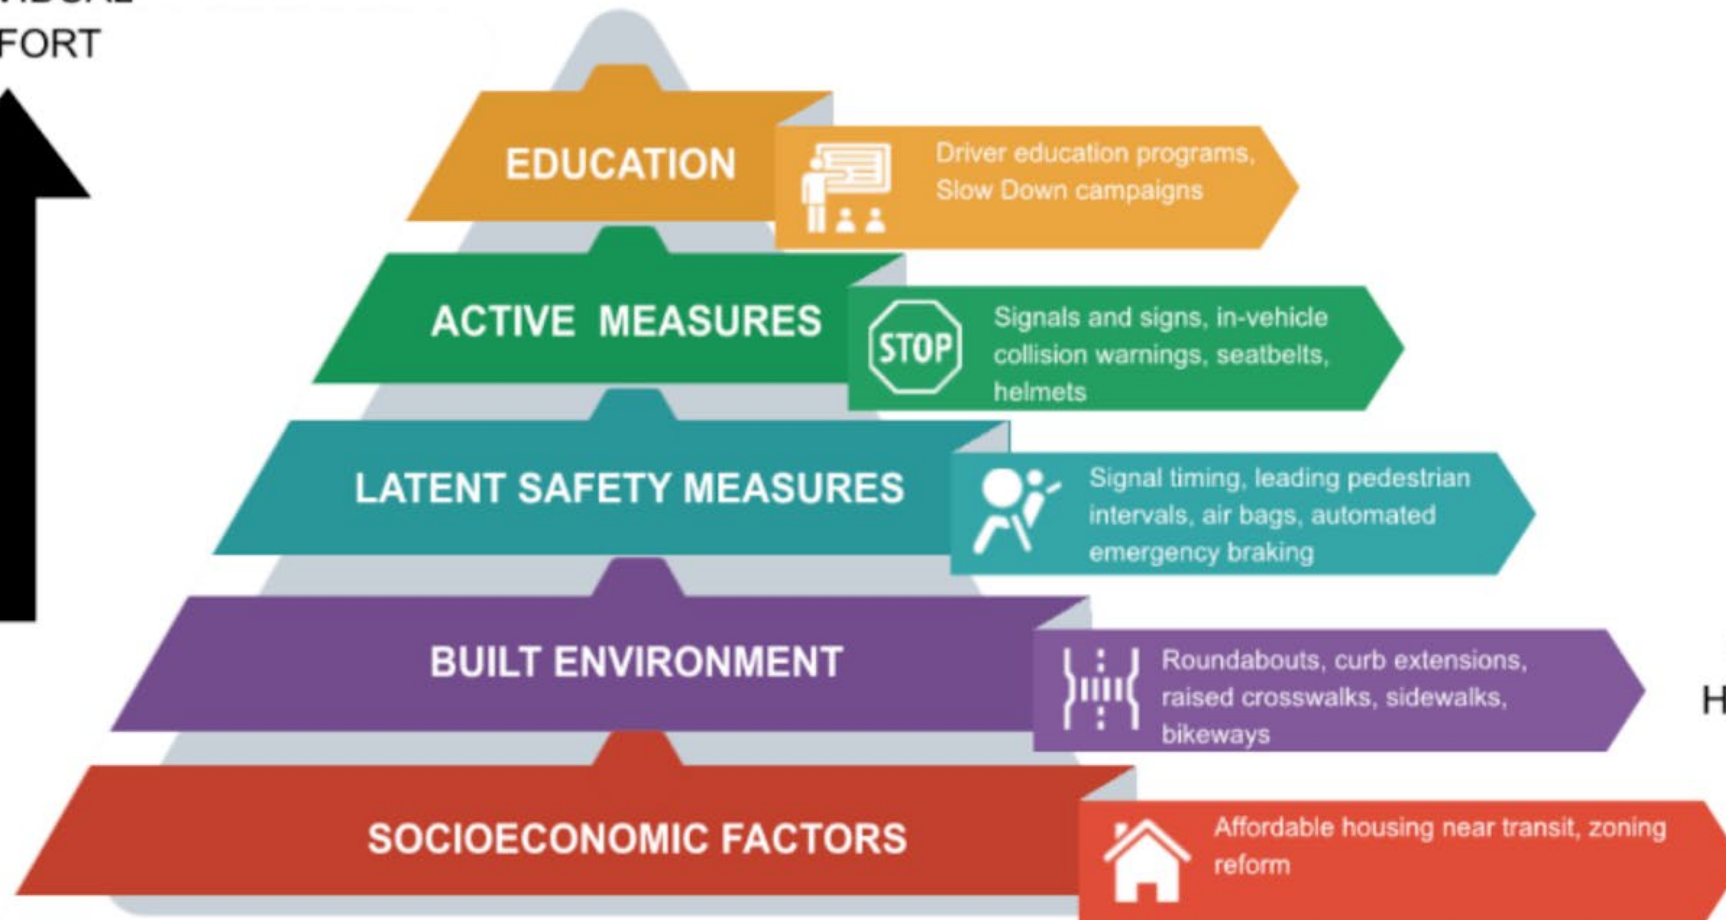 FORT
EDUCATION
Driver education programs,
Slow Down campaigns
ACTIVE MEASURES
STOP
Signals and signs, in-vehicle
collision warnings, seatbelts,
helmets
LATENT SAFETY MEASURES
Signal timing, leading pedestrian
intervals, air bags, automated
emergency braking
BUILT ENVIRONMENT
Roundabouts, curb extensions,
raised crosswalks, sidewalks,
bikeways
H
SOCIOECONOMIC FACTORS
Affordable housing near transit, zoning
reform